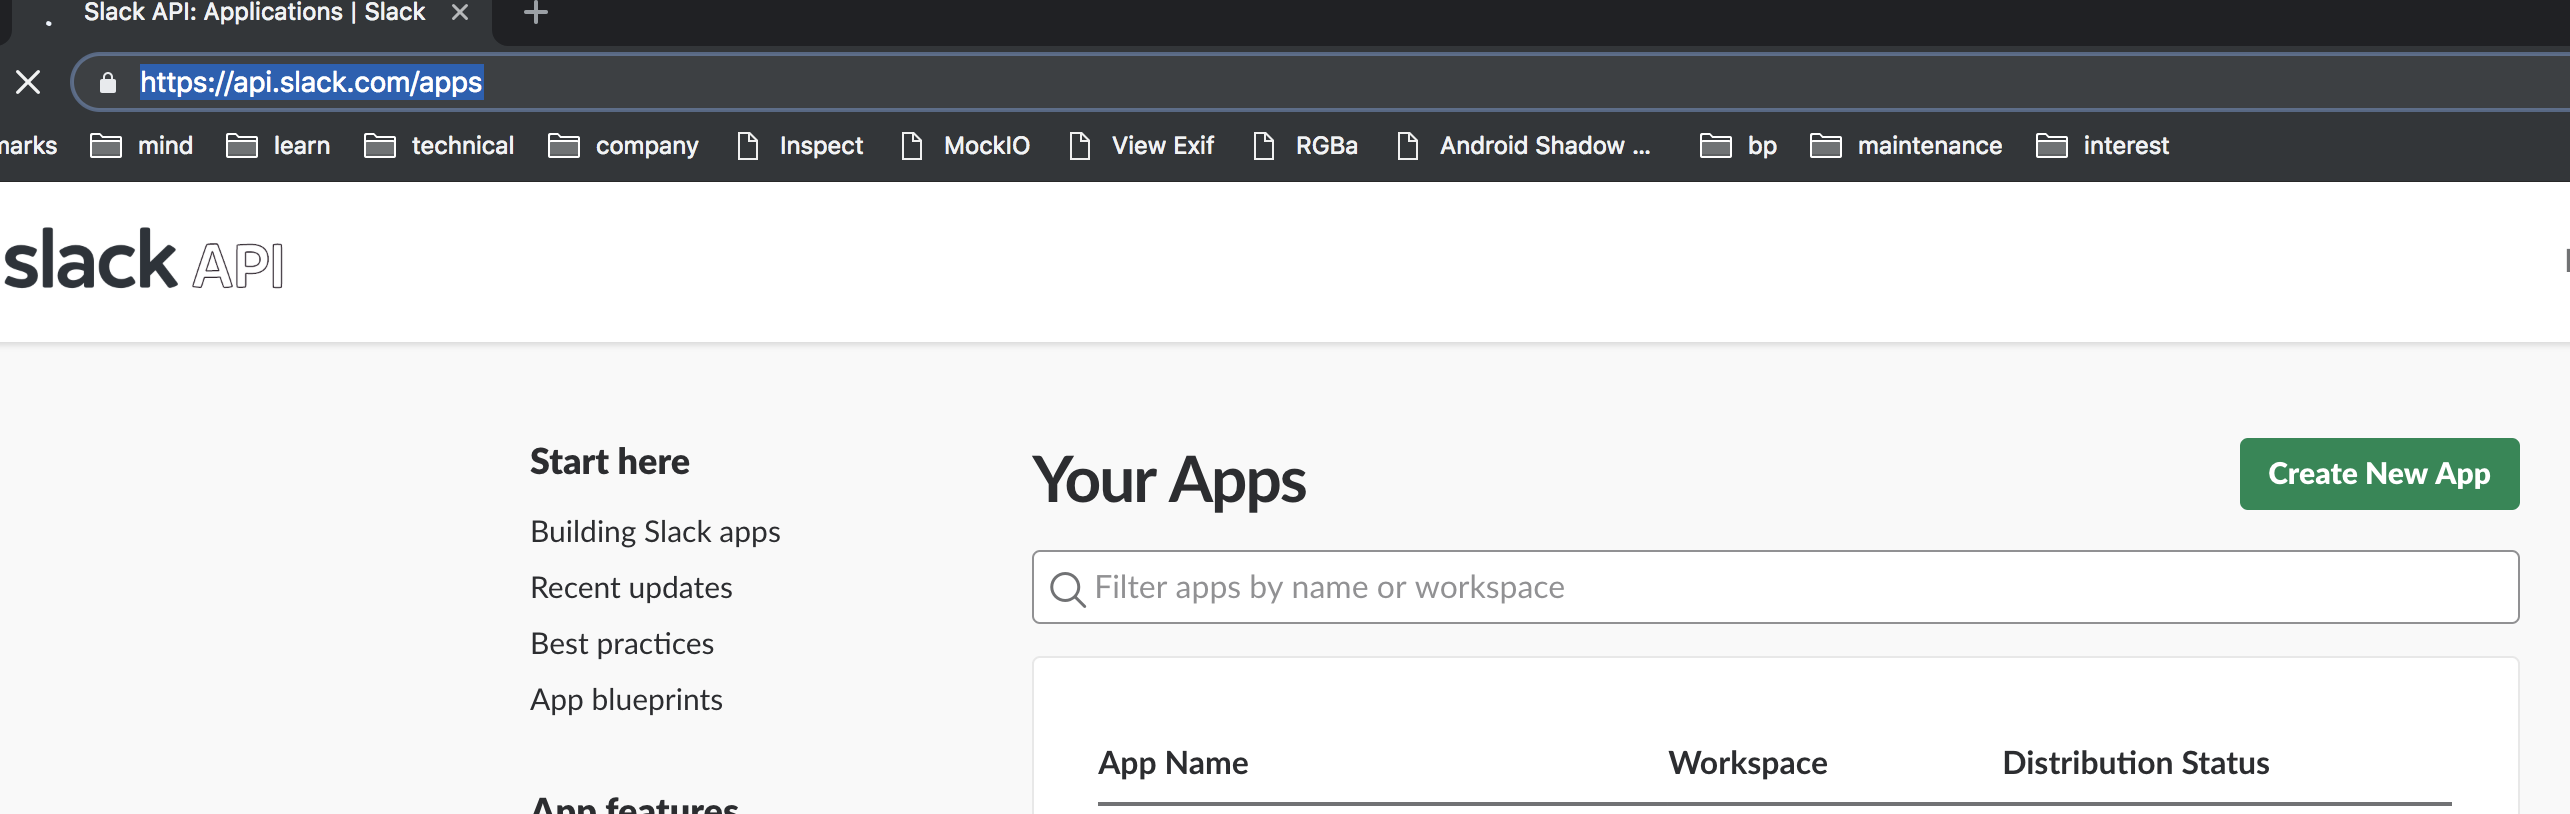 Slack API: Applications | Slack
https://api.slack.com/apps
marks mind learn technical company Inspect MockIO View Exif RGBa Android Shadow ... bp maintenance interest
slack API
Start here
Building Slack apps
Recent updates
Best practices
App blueprints
App features
Your Apps
Create New App
Filter apps by name or workspace
App Name Workspace Distribution Status